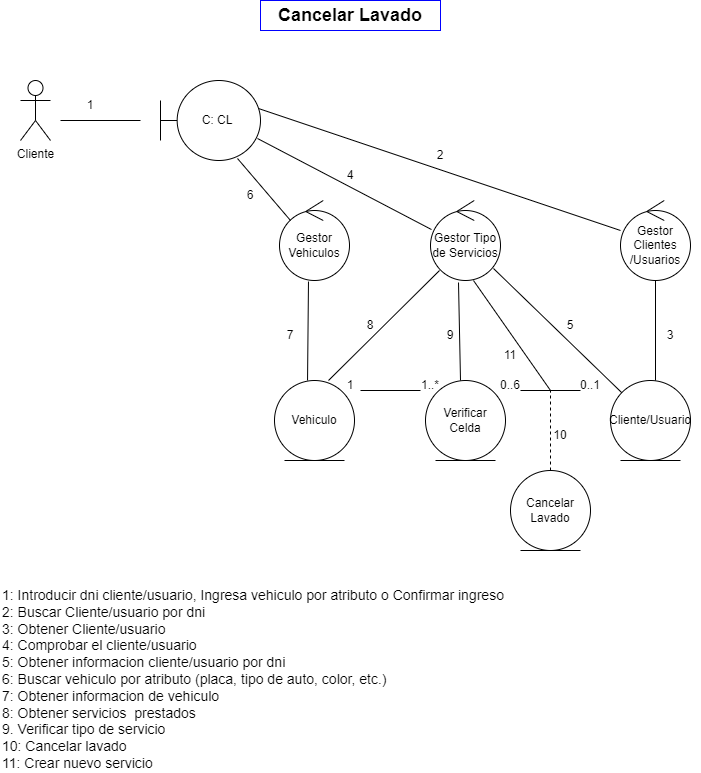 Cancelar Lavado
1
C: CL
Cliente
2
4
6
Gestor
Vehiculos
Gestor Tipo
de Servicios
Gestor
Clientes
/Usuarios
7
8
9
11
5
3
1
1..*
0..6
0..1
Vehiculo
Verificar
Celda
Cliente/Usuario
10
Cancelar
Lavado
1: Introducir dni cliente/usuario, Ingresa vehiculo por atributo o Confirmar ingreso
2: Buscar Cliente/usuario por dni
3: Obtener Cliente/usuario
4: Comprobar el cliente/usuario
5: Obtener informacion cliente/usuario por dni
6: Buscar vehiculo por atributo (placa, tipo de auto, color, etc.)
7: Obtener informacion de vehiculo
8: Obtener servicios prestados
9. Verificar tipo de servicio
10: Cancelar lavado
11: Crear nuevo servicio